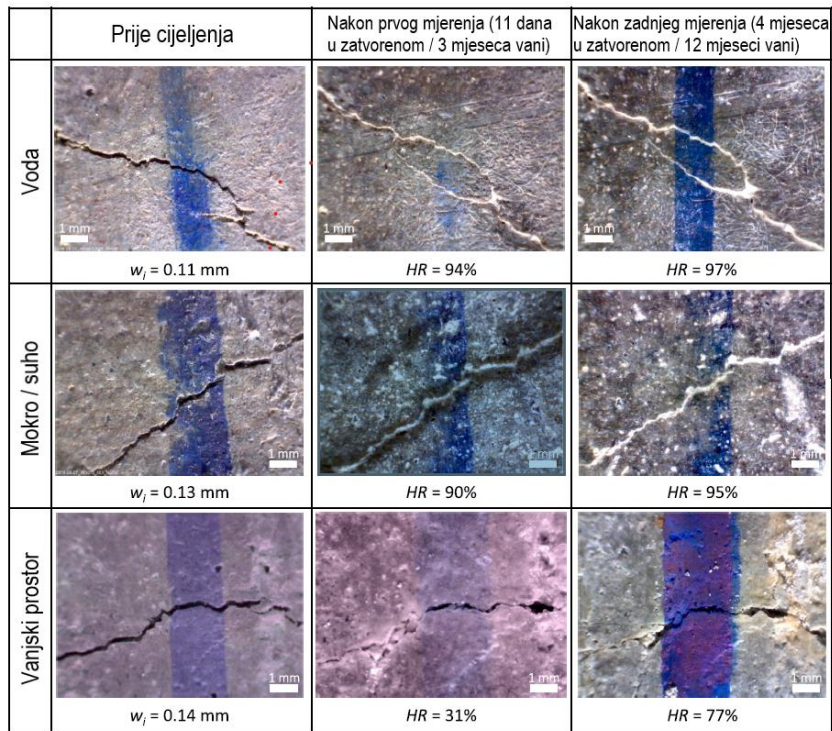 Prije cijeljenja
Nakon prvog mjerenja (11 dana
u zatvorenom / 3 mjeseca vani)
Nakon zadnjeg mjerenja (4 mjeseca
u zatvorenom / 12 mjeseci vani)
Voda
1 mm
1 mm
1 mm
wᵢ = 0.11 mm
HR = 94%
HR = 97%
Mokro / suho
1 mm
1 mm
1 mm
wᵢ = 0.13 mm
HR = 90%
HR = 95%
Vanjski prostor
1 mm
1 mm
1 mm
wᵢ = 0.14 mm
HR = 31%
HR = 77%